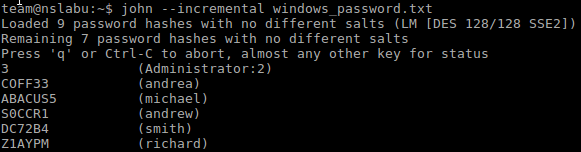 team@nslabu:~$ john --incremental windows_password.txt
Loaded 9 password hashes with no different salts (LM [DES 128/128 SSE2])
Remaining 7 password hashes with no different salts
Press 'q' or Ctrl-C to abort, almost any other key for status
3                (Administrator:2)
COFF33           (andrea)
ABACUS5          (michael)
S0CCR1           (andrew)
DC72B4           (smith)
Z1AYPM           (richard)